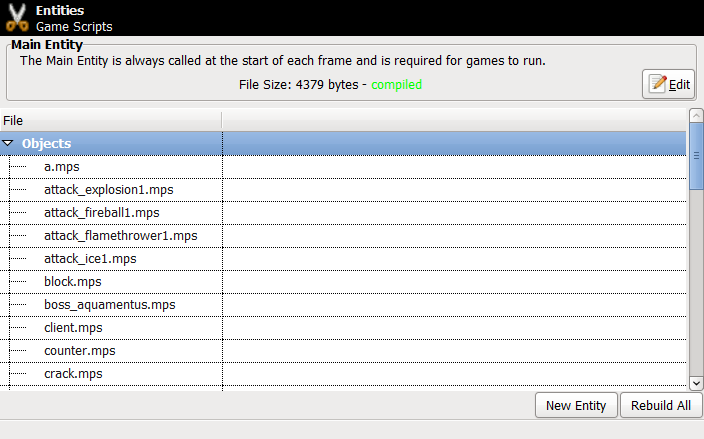 Entities
Game Scripts
Main Entity
The Main Entity is always called at the start of each frame and is required for games to run.
File Size: 4379 bytes - compiled
Edit
File
Objects
a.mps
attack_explosion1.mps
attack_fireball1.mps
attack_flamethrower1.mps
attack_ice1.mps
block.mps
boss_aquamentus.mps
client.mps
counter.mps
crack.mps
New Entity
Rebuild All